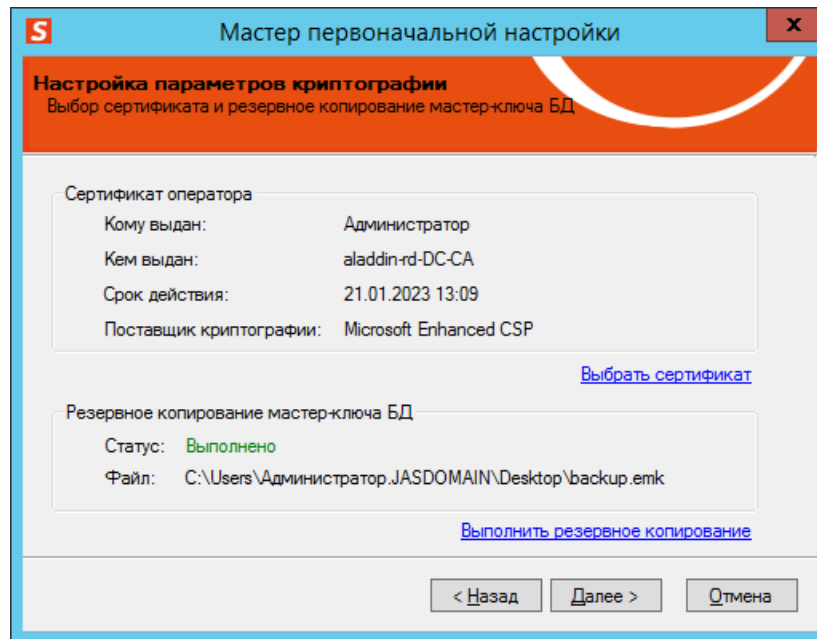 S
Мастер первоначальной настройки
x
Настройка параметров криптографии
Выбор сертификата и резервное копирование мастер-ключа БД
Сертификат оператора
Кому выдан: Администратор
Кем выдан: aladdin-rd-DC-CA
Срок действия: 21.01.2023 13:09
Поставщик криптографии: Microsoft Enhanced CSP
Выбрать сертификат
Резервное копирование мастер-ключа БД
Статус: Выполнено
Файл: C:\Users\Администратор.JASDOMAIN\Desktop\backup.emk
Выполнить резервное копирование
< Назад Далее > Отмена